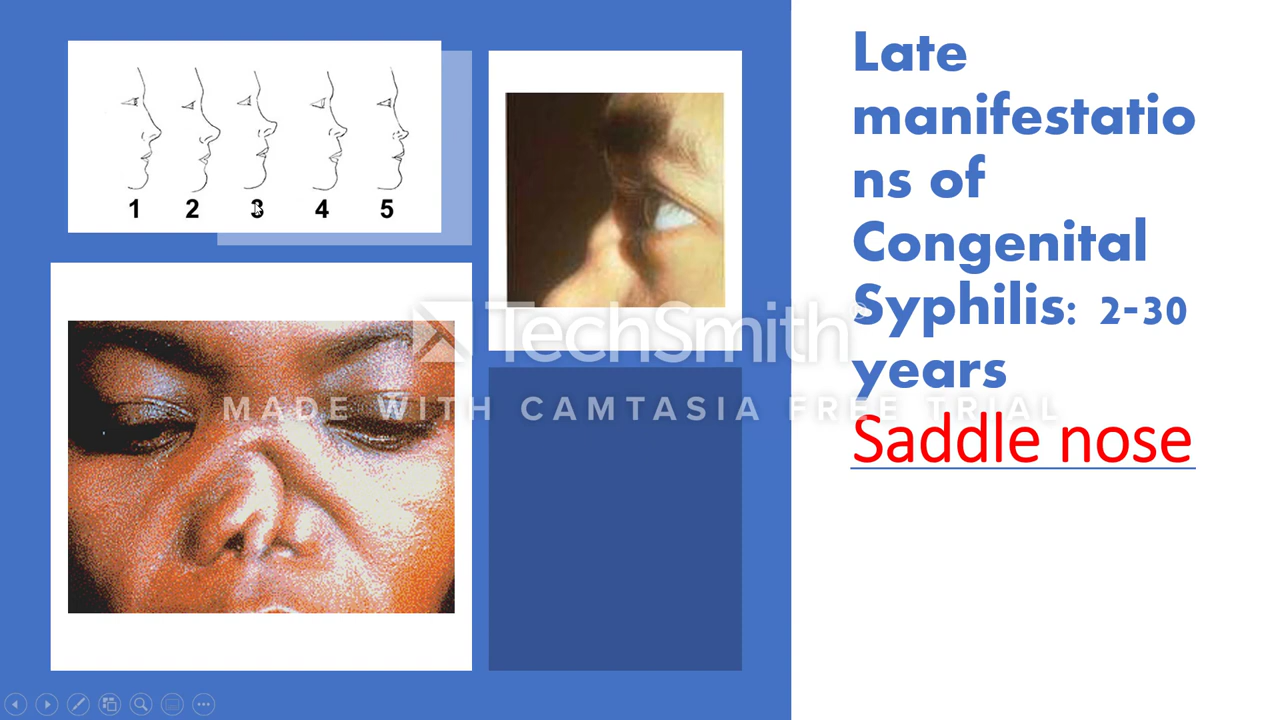 1 2 3 4 5
Late
manifestatio
ns of
Congenital
Syphilis: 2-30
years
Saddle nose
TechSmith®
MADE WITH CAMTASIA FREE TRIAL